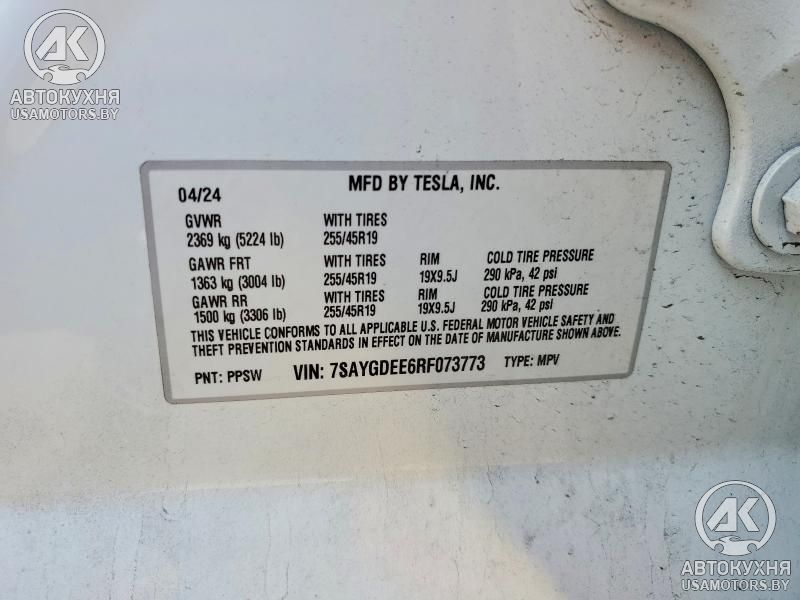 AK
АВТОКУХНЯ
USAMOTORS.BY
04/24 MFD BY TESLA, INC.
GVWR WITH TIRES
2369 kg (5224 lb) 255/45R19
GAWR FRT WITH TIRES RIM COLD TIRE PRESSURE
1363 kg (3004 lb) 255/45R19 19X9.5J 290 kPa, 42 psi
GAWR RR WITH TIRES RIM COLD TIRE PRESSURE
1500 kg (3306 lb) 255/45R19 19X9.5J 290 kPa, 42 psi
THIS VEHICLE CONFORMS TO ALL APPLICABLE U.S. FEDERAL MOTOR VEHICLE SAFETY AND
THEFT PREVENTION STANDARDS IN EFFECT ON THE DATE OF MANUFACTURE SHOWN ABOVE.
PNT: PPSW VIN: 7SAYGDEE6RF073773 TYPE: MPV
AK
АВТОКУХНЯ
USAMOTORS.BY